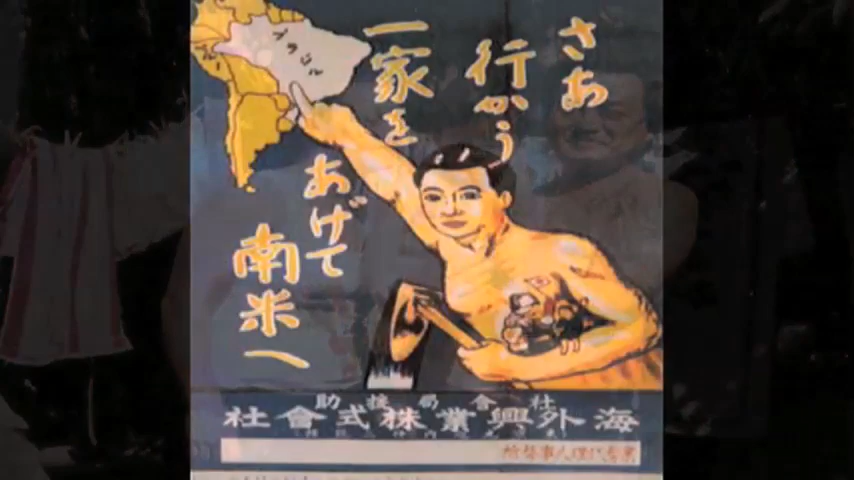 さあ
行かう
一家を
あげて
南米へ
ブラジル
助援局會社
社會式株業興外海